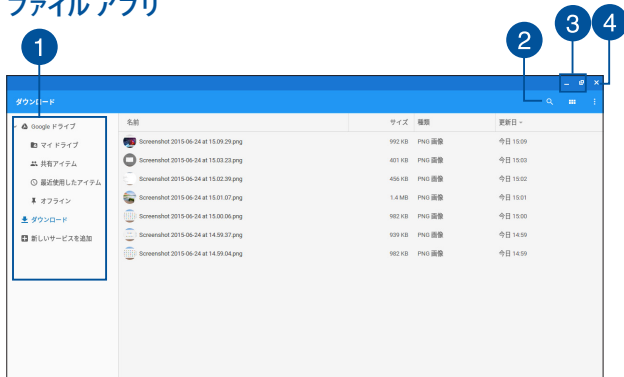 ファイル アプリ
1
2
3
4
ダウンロード
Google ドライブ
マイ ドライブ
共有アイテム
最近使用したアイテム
オフライン
ダウンロード
新しいサービスを追加
名前 サイズ 種類 更新日
Screenshot 2015-06-24 at 15.09.29.png 992 KB PNG 画像 今日 15:09
Screenshot 2015-06-24 at 15.03.23.png 401 KB PNG 画像 今日 15:03
Screenshot 2015-06-24 at 15.02.39.png 456 KB PNG 画像 今日 15:02
Screenshot 2015-06-24 at 15.01.07.png 1.4 MB PNG 画像 今日 15:01
Screenshot 2015-06-24 at 15.00.06.png 982 KB PNG 画像 今日 15:00
Screenshot 2015-06-24 at 14.59.37.png 939 KB PNG 画像 今日 14:59
Screenshot 2015-06-24 at 14.59.04.png 982 KB PNG 画像 今日 14:59